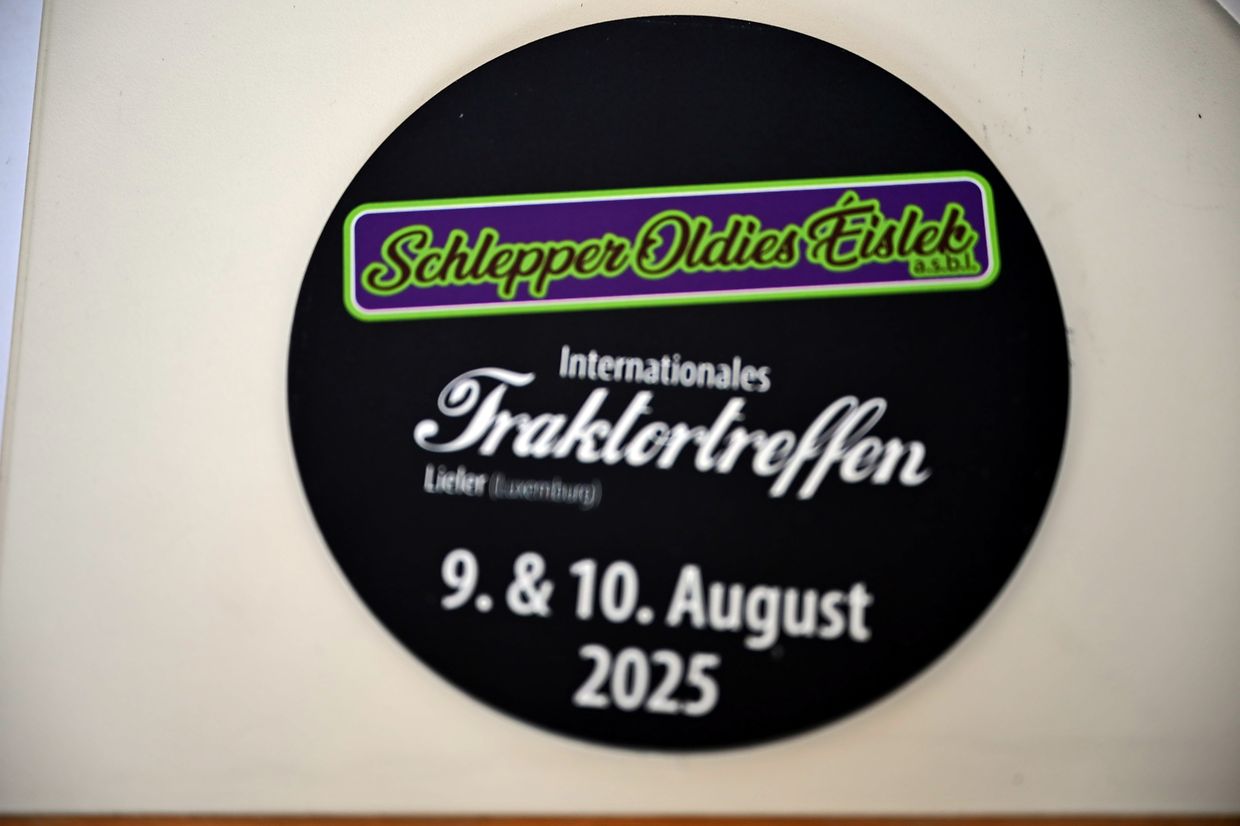 Schlepper Oldies Éislek
a.s.b.l.
Internationales
Traktortreffen
Lieler (Luxemburg)
9. & 10. August
2025